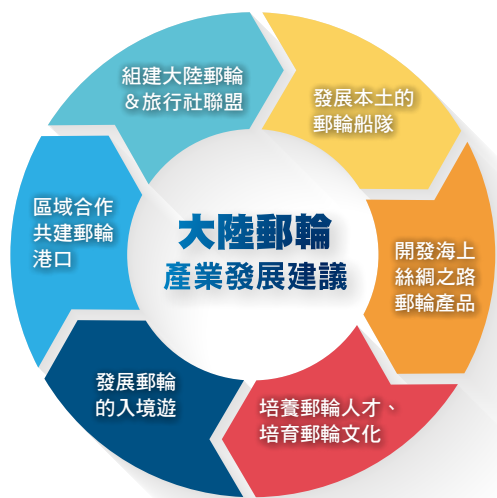 大陸郵輪
產業發展建議
發展本土的
郵輪船隊
開發海上
絲綢之路
郵輪產品
培養郵輪人才、
培育郵輪文化
發展郵輪
的入境遊
區域合作
共建郵輪
港口
組建大陸郵輪
＆旅行社聯盟